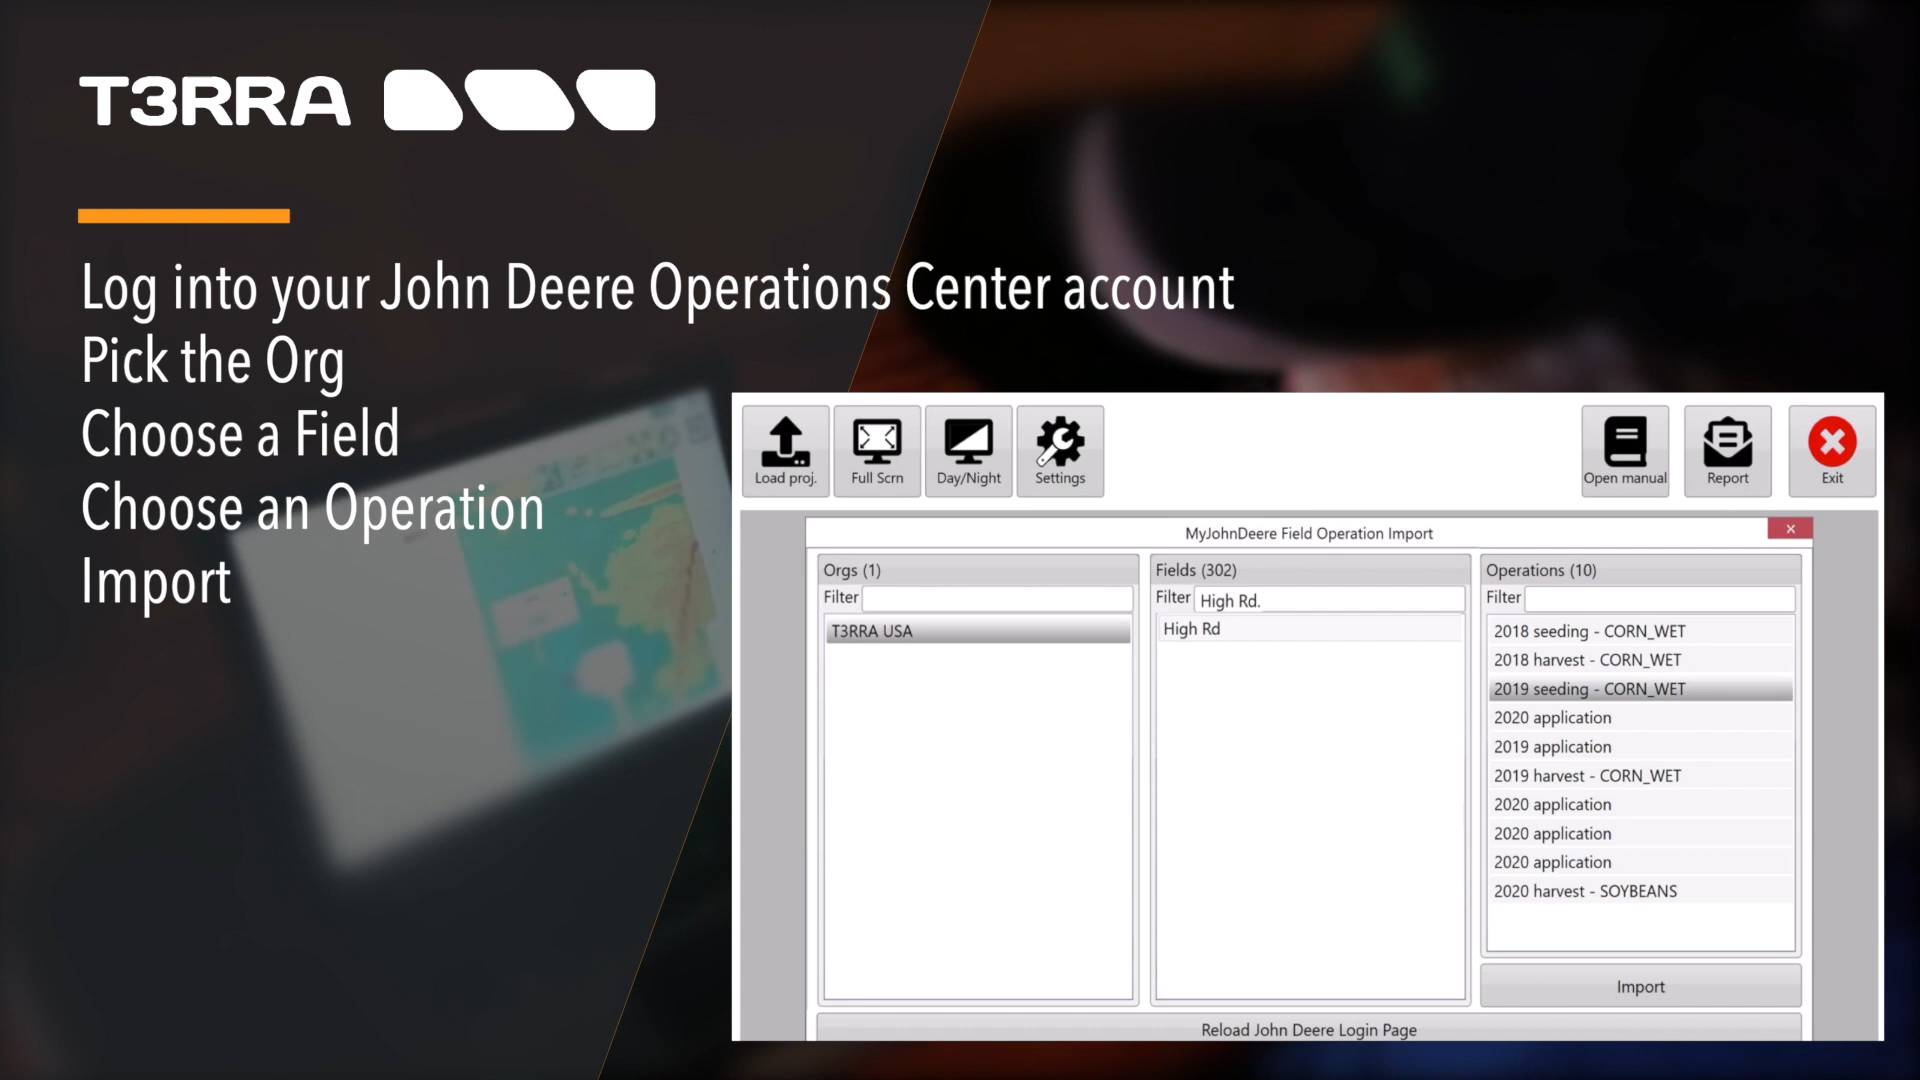 T3RRA
Log into your John Deere Operations Center account
Pick the Org
Choose a Field
Choose an Operation
Import
Load proj.
Full Scrn
Day/Night
Settings
Open manual
Report
Exit
MyJohnDeere Field Operation Import
Orgs (1)
Filter
T3RRA USA
Fields (302)
Filter High Rd.
High Rd
Operations (10)
Filter
2018 seeding - CORN_WET
2018 harvest - CORN_WET
2019 seeding - CORN_WET
2020 application
2019 application
2019 harvest - CORN_WET
2020 application
2020 application
2020 application
2020 harvest - SOYBEANS
Import
Reload John Deere Login Page